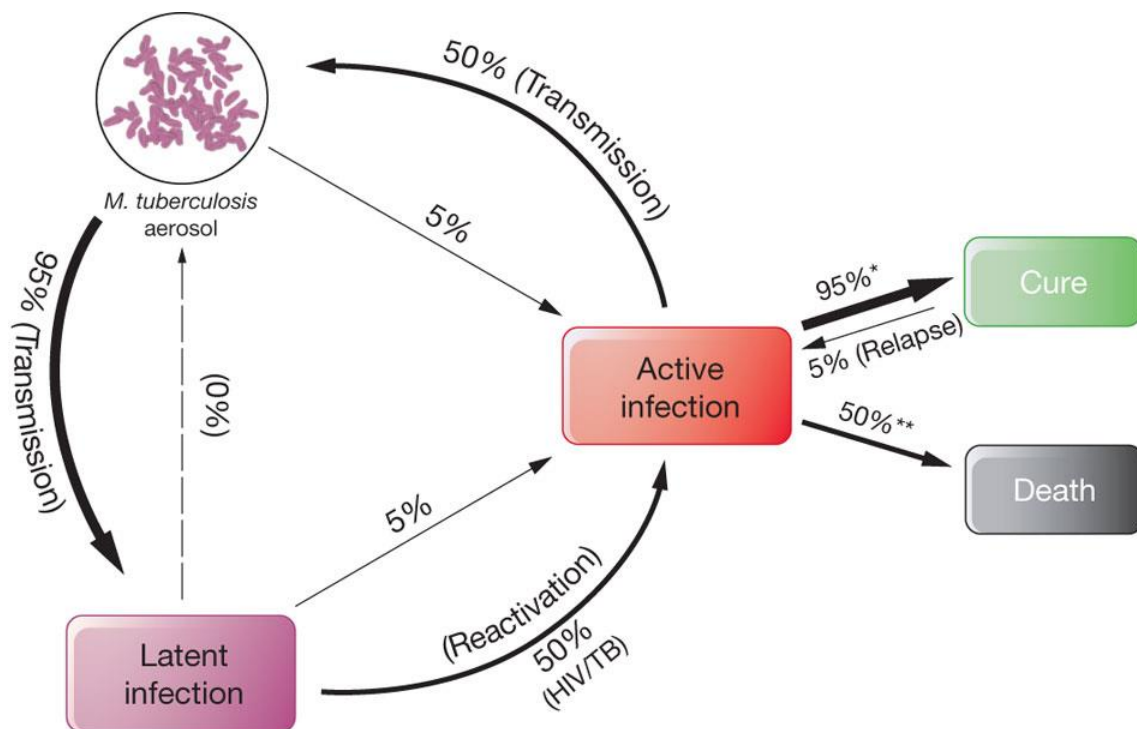 50% (Transmission)
M. tuberculosis
aerosol
5%
95% (Transmission)
(0%)
95%*
Cure
5% (Relapse)
Active
infection
50%**
Death
5%
(Reactivation)
50%
(HIV/TB)
Latent
infection